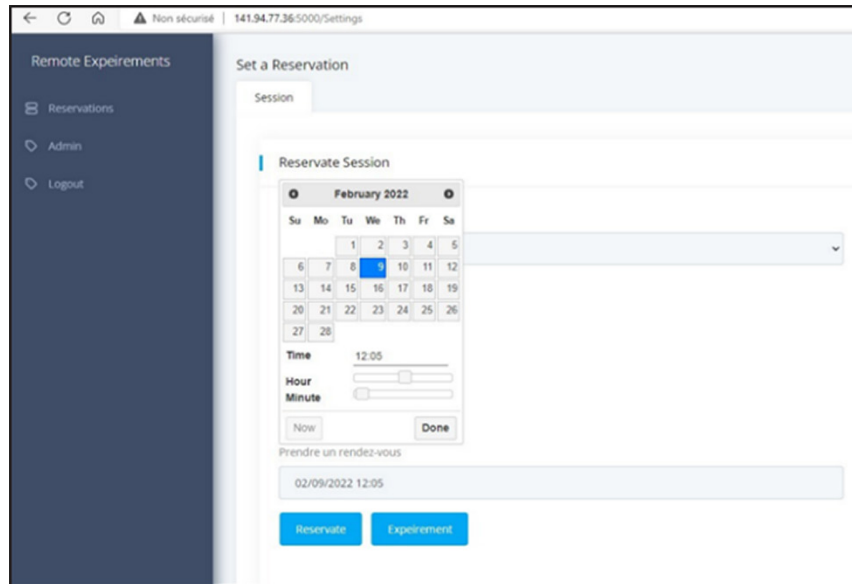 Non sécurisé | 141.94.77.36:5000/Settings
Remote Expeirements
Reservations
Admin
Logout
Set a Reservation
Session
Reservate Session
February 2022
Su Mo Tu We Th Fr Sa
1 2 3 4 5
6 7 8 9 10 11 12
13 14 15 16 17 18 19
20 21 22 23 24 25 26
27 28
Time 12:05
Hour
Minute
Now Done
Prendre un rendez-vous
02/09/2022 12:05
Reservate Expeirement